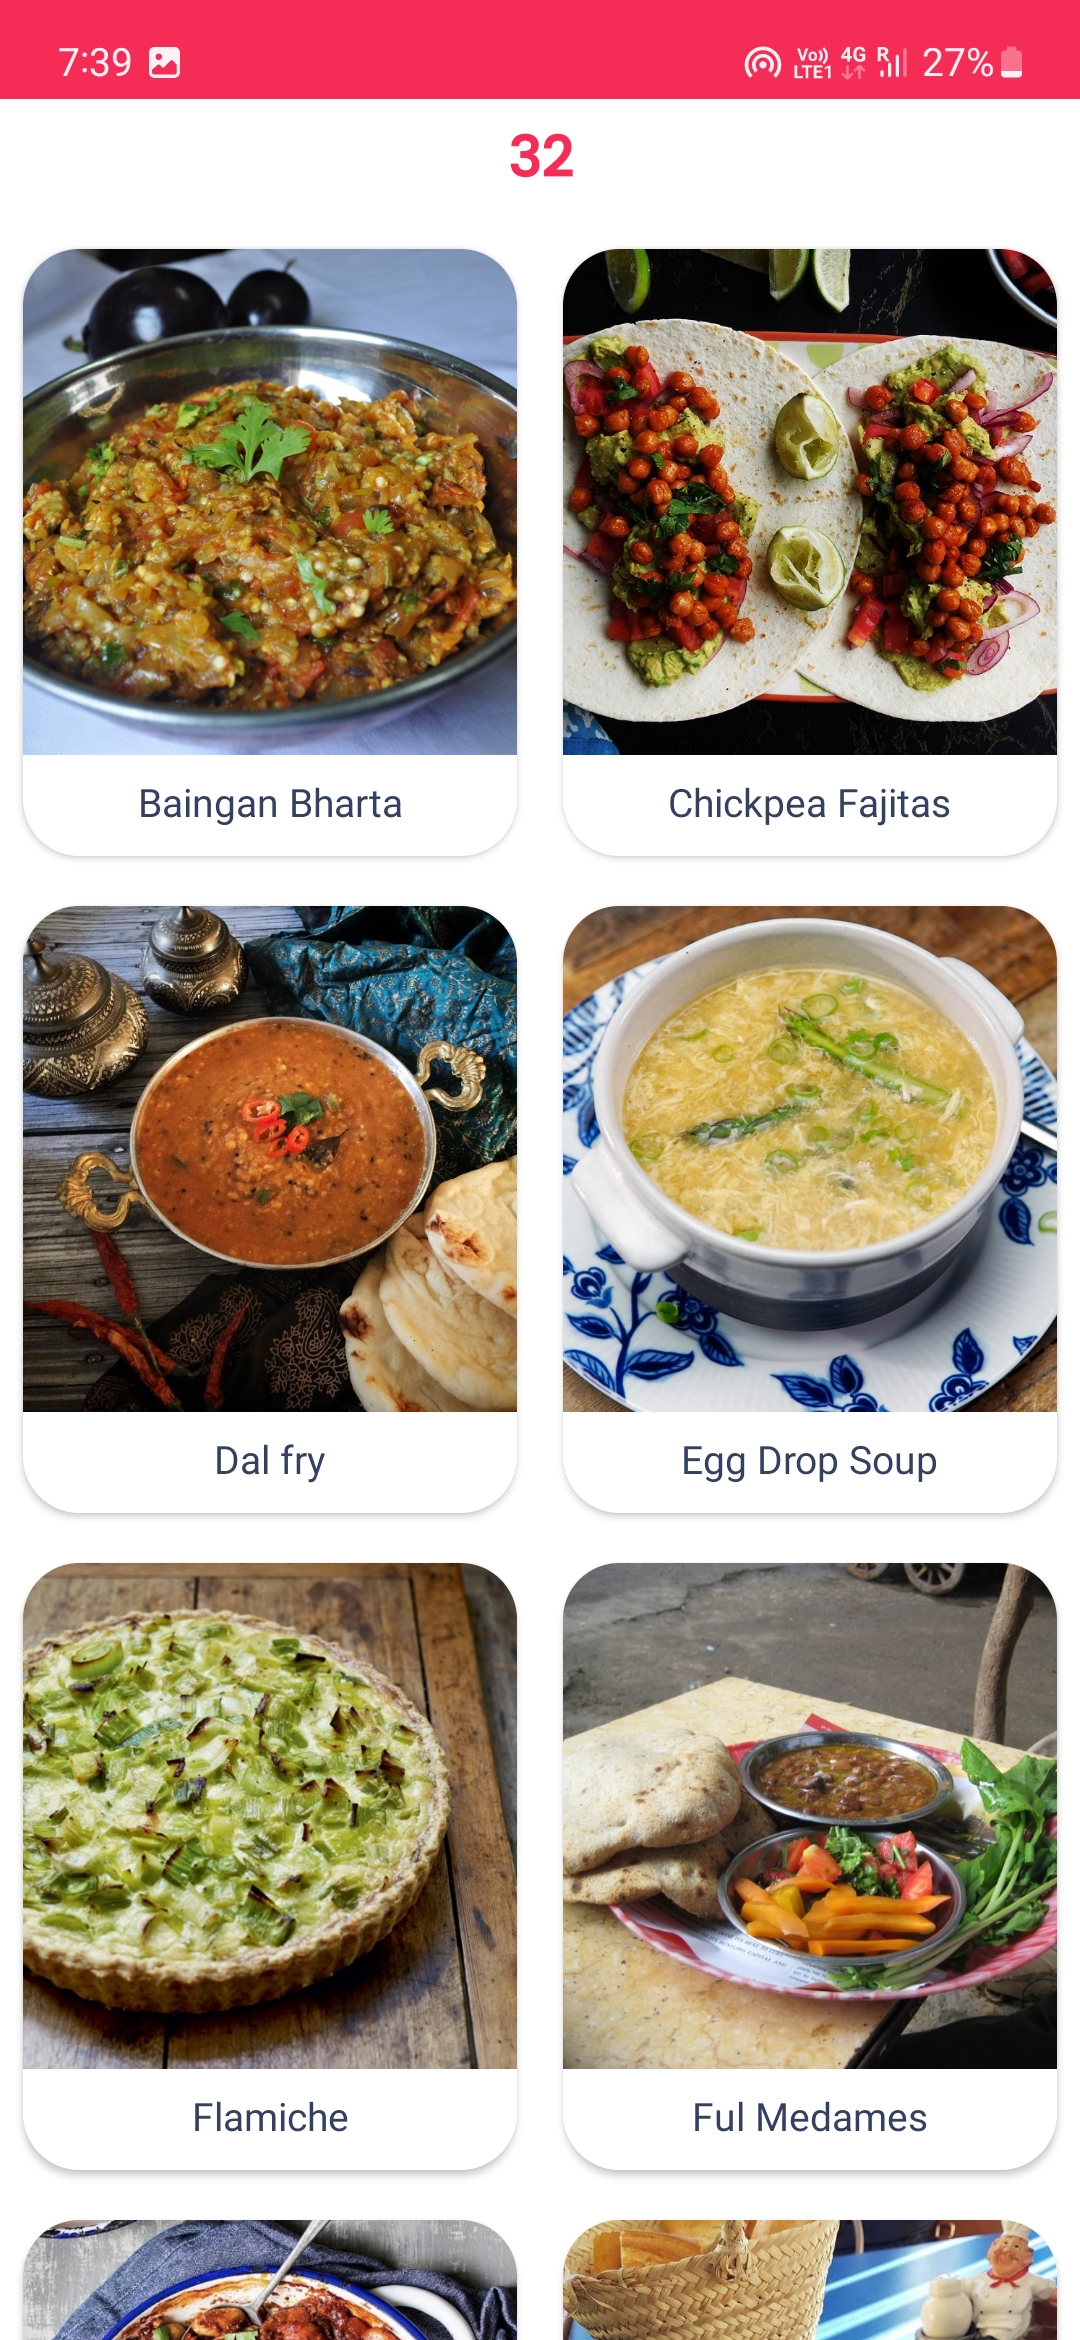 7:39 Vo)) LTE1 4G R 27%
32
Baingan Bharta
Chickpea Fajitas
Dal fry
Egg Drop Soup
Flamiche
Ful Medames